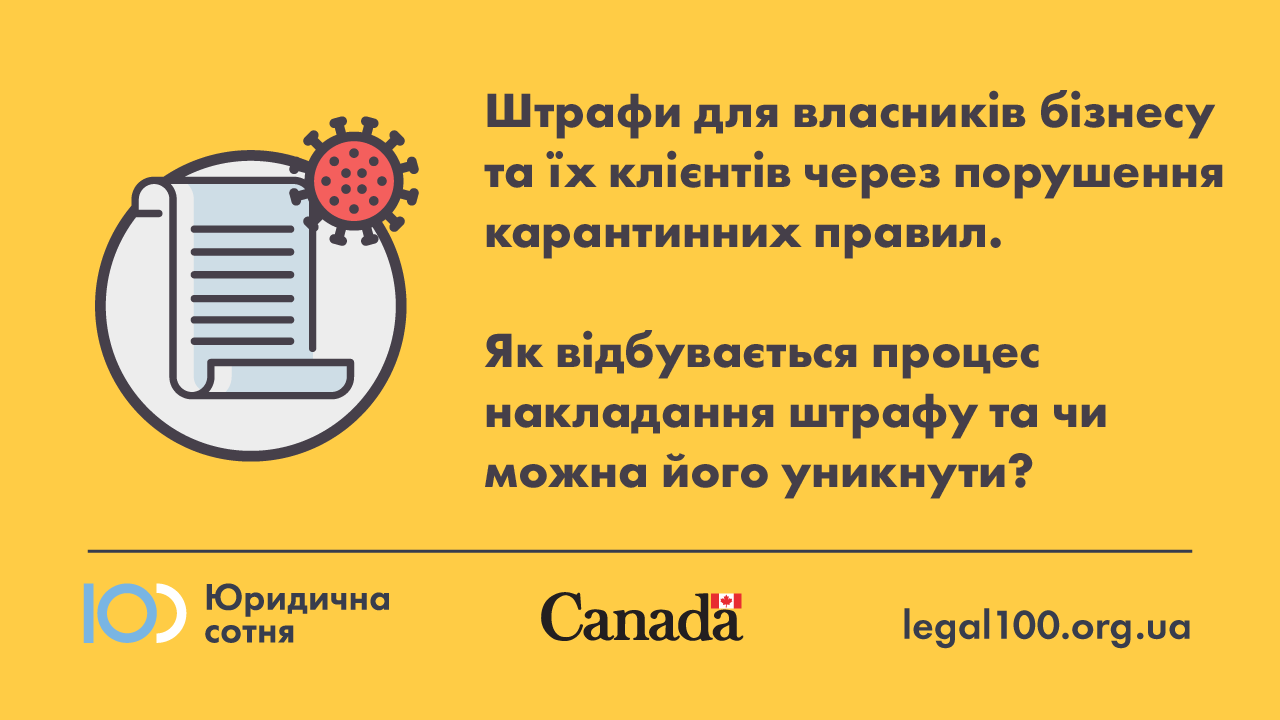 Штрафи для власників бізнесу
та їх клієнтів через порушення
карантинних правил.
Як відбувається процес
накладання штрафу та чи
можна його уникнути?
Юридична
сотня
Canada
legal100.org.ua